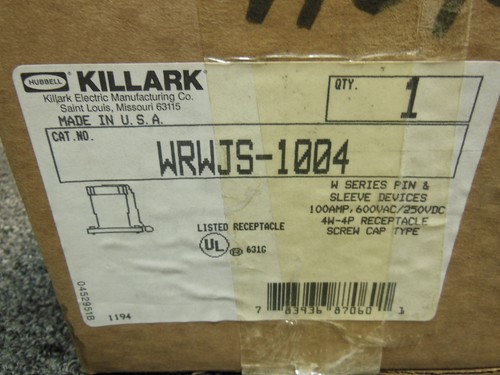 HUBBELL
KILLARK®
Killark Electric Manufacturing Co.
Saint Louis, Missouri 63115
MADE IN U.S.A.
QTY. 1
CAT.NO.
WRWJS-1004
W SERIES PIN &
SLEEVE DEVICES
100AMP,600VAC/250VDC
4W-4P RECEPTACLE
SCREW CAP TYPE
LISTED RECEPTACLE
UL 631G
0452951B
1194
7 83936 87060 3